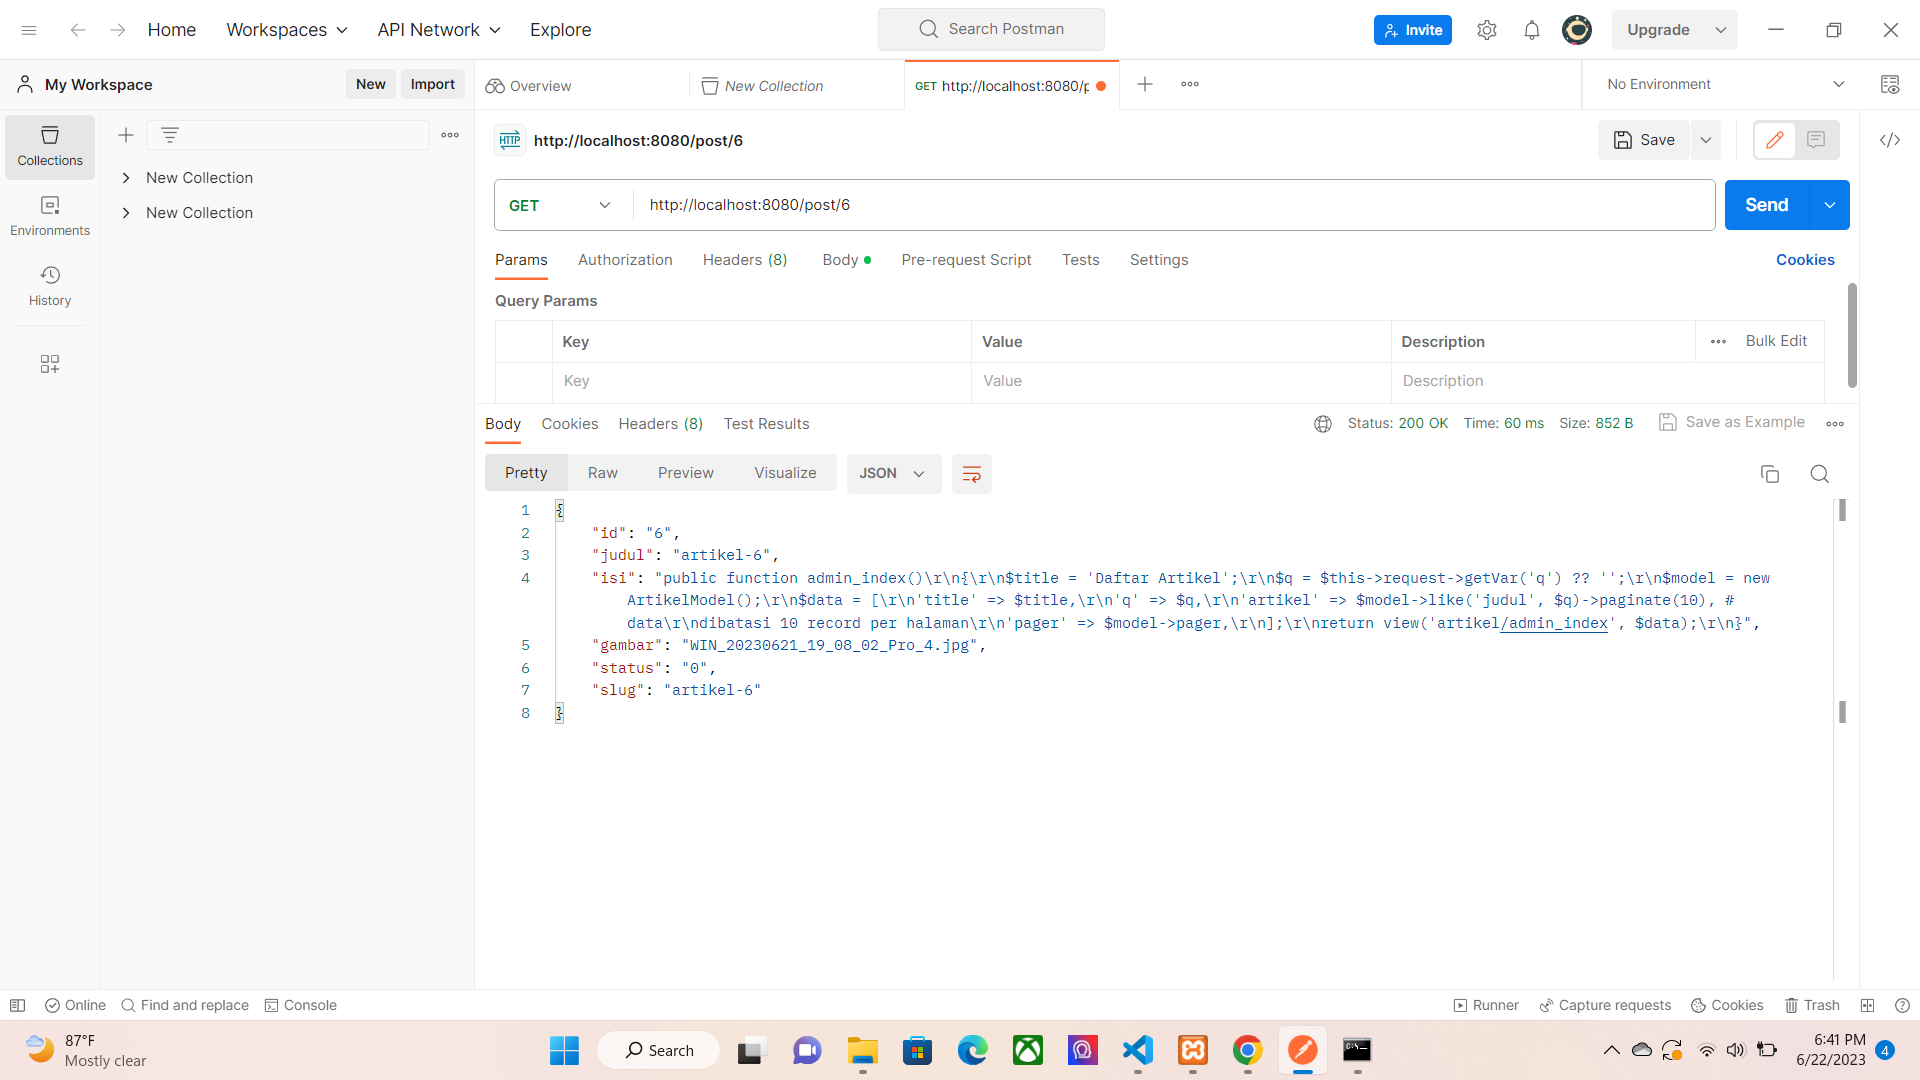 Home
Workspaces
API Network
Explore
Search Postman
Invite
Upgrade
My Workspace
New
Import
Overview
New Collection
GET http://localhost:8080/p
No Environment
Collections
New Collection
New Collection
Environments
History
HTTP http://localhost:8080/post/6
Save
GET
http://localhost:8080/post/6
Send
Params
Authorization
Headers (8)
Body
Pre-request Script
Tests
Settings
Cookies
Query Params
Key
Value
Description
Bulk Edit
Key
Value
Description
Body
Cookies
Headers (8)
Test Results
Status: 200 OK
Time: 60 ms
Size: 852 B
Save as Example
Pretty
Raw
Preview
Visualize
JSON
1 {
2 "id": "6",
3 "judul": "artikel-6",
4 "isi": "public function admin_index()\r\n{\r\n$title = 'Daftar Artikel';\r\n$q = $this->request->getVar('q') ?? '';\r\n$model = new
ArtikelModel();\r\n$data = [\r\n'title' => $title,\r\n'q' => $q,\r\n'artikel' => $model->like('judul', $q)->paginate(10), #
data\r\ndibatasi 10 record per halaman\r\n'pager' => $model->pager,\r\n];\r\nreturn view('artikel/admin_index', $data);\r\n}",
5 "gambar": "WIN_20230621_19_08_02_Pro_4.jpg",
6 "status": "0",
7 "slug": "artikel-6"
8 }
Online
Find and replace
Console
Runner
Capture requests
Cookies
Trash
87°F
Mostly clear
Search
6:41 PM
6/22/2023
4